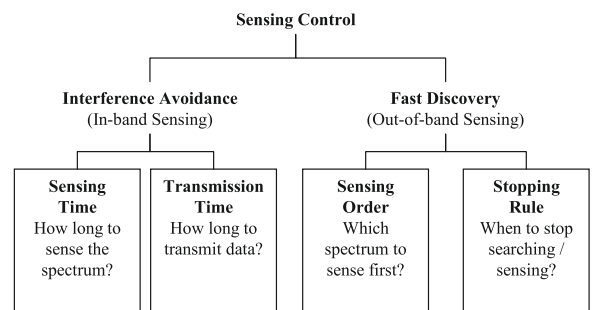 Sensing Control
Interference Avoidance
(In-band Sensing)
Fast Discovery
(Out-of-band Sensing)
Sensing
Time
How long to
sense the
spectrum?
Transmission
Time
How long to
transmit data?
Sensing
Order
Which
spectrum to
sense first?
Stopping
Rule
When to stop
searching /
sensing?